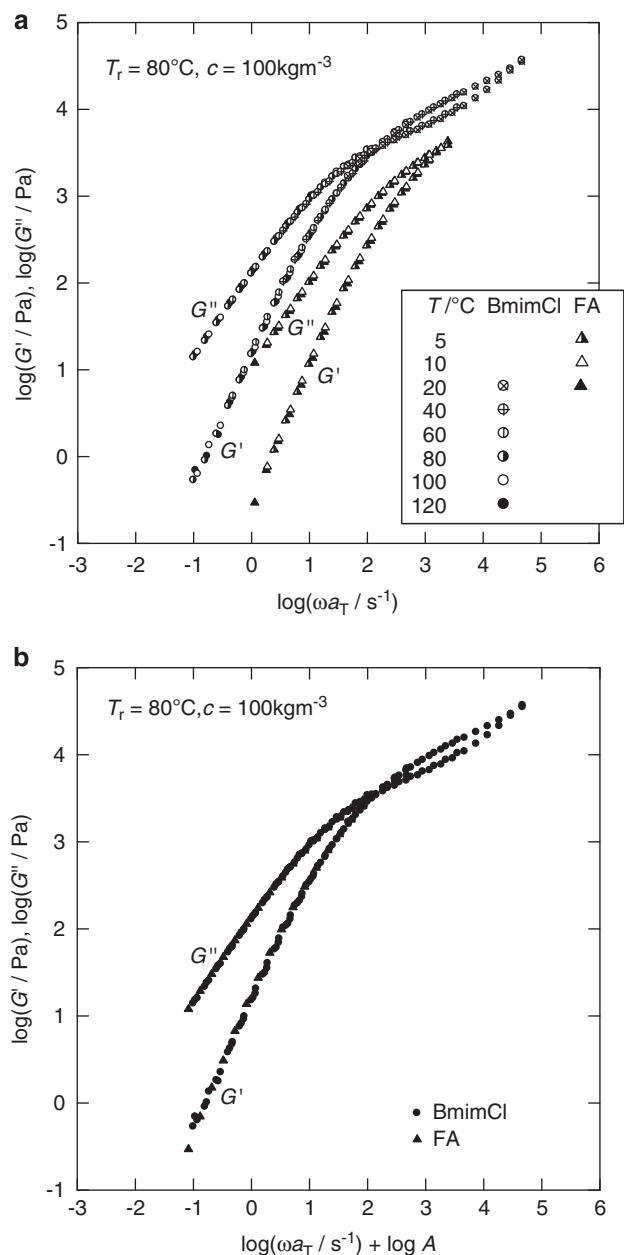 a
T_r = 80°C, c = 100kgm⁻³
5
4
3
2
1
0
-1
log(G' / Pa), log(G" / Pa)
G"
G'
G"
G'
T /°C BmimCl FA
5
10
20
40
60
80
100
120
-3 -2 -1 0 1 2 3 4 5 6
log(ωa_T / s⁻¹)
b
T_r = 80°C,c = 100kgm⁻³
5
4
3
2
1
0
-1
log(G' / Pa), log(G" / Pa)
G"
G'
BmimCl
FA
-3 -2 -1 0 1 2 3 4 5 6
log(ωa_T / s⁻¹) + log A